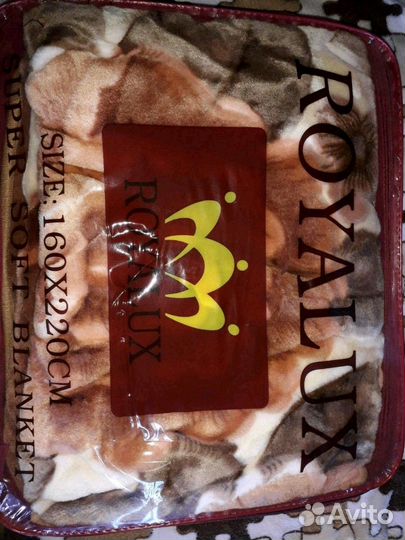 ROYALUX
ROYALUX
SIZE: 160X220CM
SUPER SOFT BLANKET
Avito